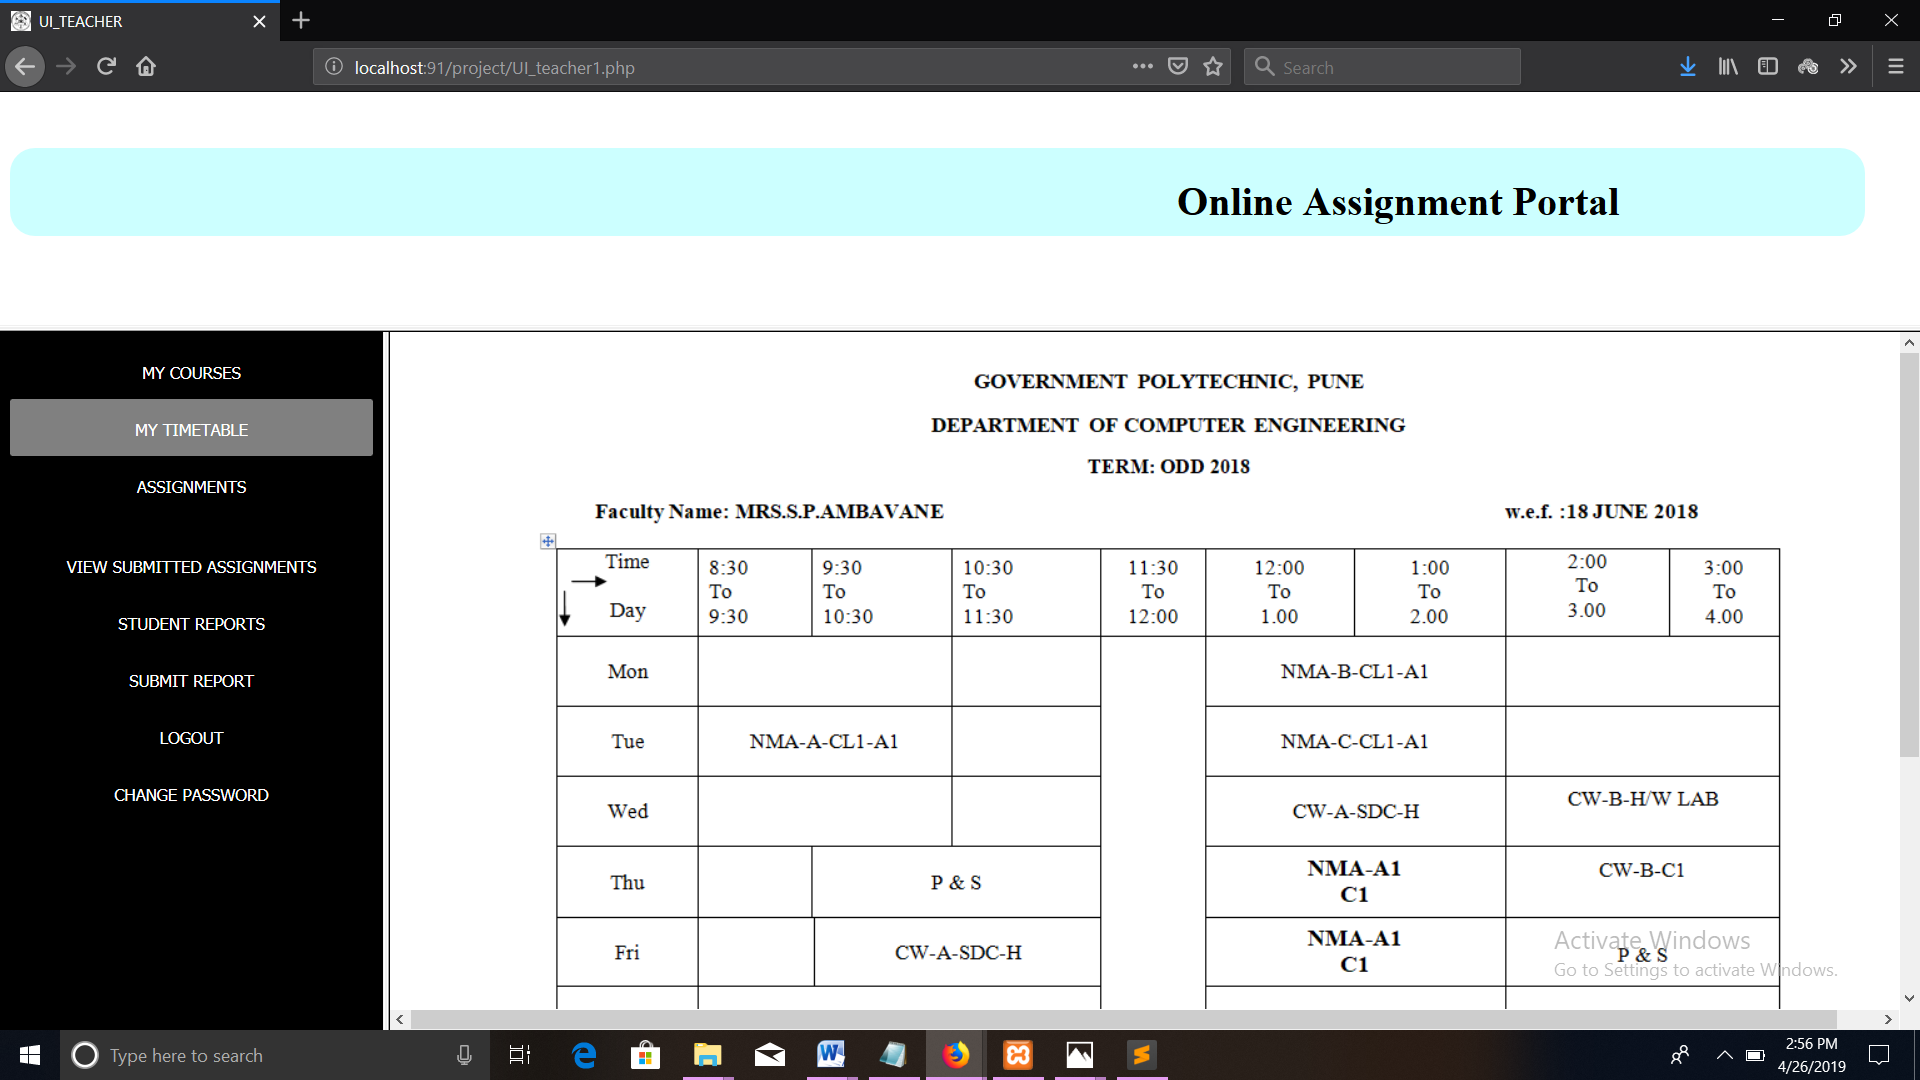 UI_TEACHER
localhost:91/project/UI_teacher1.php
Search
Online Assignment Portal
MY COURSES
MY TIMETABLE
ASSIGNMENTS
VIEW SUBMITTED ASSIGNMENTS
STUDENT REPORTS
SUBMIT REPORT
LOGOUT
CHANGE PASSWORD
GOVERNMENT POLYTECHNIC, PUNE
DEPARTMENT OF COMPUTER ENGINEERING
TERM: ODD 2018
Faculty Name: MRS.S.P.AMBAVANE w.e.f. :18 JUNE 2018
Time 8:30 9:30 10:30 11:30 12:00 1:00 2:00 3:00
To To To To To To To To
Day 9:30 10:30 11:30 12:00 1.00 2.00 3.00 4.00
Mon NMA-B-CL1-A1
Tue NMA-A-CL1-A1 NMA-C-CL1-A1
Wed CW-A-SDC-H CW-B-H/W LAB
Thu P & S NMA-A1 CW-B-C1
C1
Fri CW-A-SDC-H NMA-A1 P & S
C1
Activate Windows
Go to Settings to activate Windows.
Type here to search
2:56 PM
4/26/2019